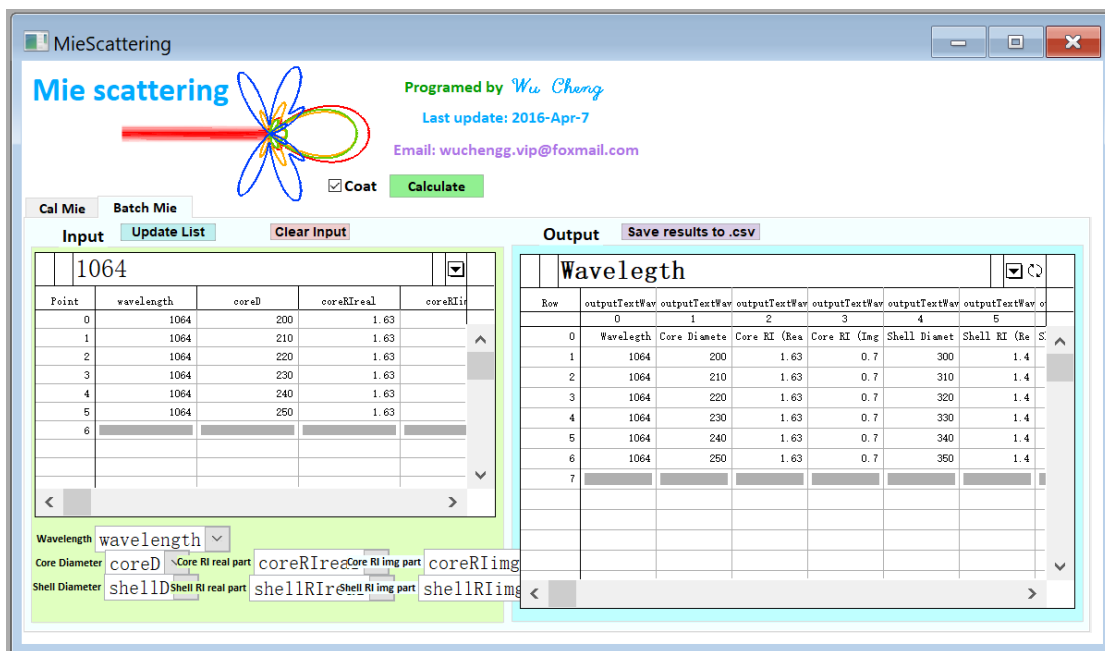 MieScattering
Mie scattering
Programed by Wu Cheng
Last update: 2016-Apr-7
Email: wuchengg.vip@foxmail.com
Coat Calculate
Cal Mie Batch Mie
Input Update List Clear Input
1064
Point wavelength coreD coreRIreal coreRIim
0 1064 200 1.63
1 1064 210 1.63
2 1064 220 1.63
3 1064 230 1.63
4 1064 240 1.63
5 1064 250 1.63
6
Wavelength wavelength
Core Diameter coreD Core RI real part coreRIrea Core RI img part coreRIimg
Shell Diameter shellD Shell RI real part shellRIre Shell RI img part shellRIimg
Output Save results to .csv
Wavelegth
Row outputTextWav outputTextWav outputTextWav outputTextWav outputTextWav outputTextWav o
0 1 2 3 4 5
0 Wavelegth Core Diamete Core RI (Rea Core RI (Img Shell Diamet Shell RI (Re S
1 1064 200 1.63 0.7 300 1.4
2 1064 210 1.63 0.7 310 1.4
3 1064 220 1.63 0.7 320 1.4
4 1064 230 1.63 0.7 330 1.4
5 1064 240 1.63 0.7 340 1.4
6 1064 250 1.63 0.7 350 1.4
7